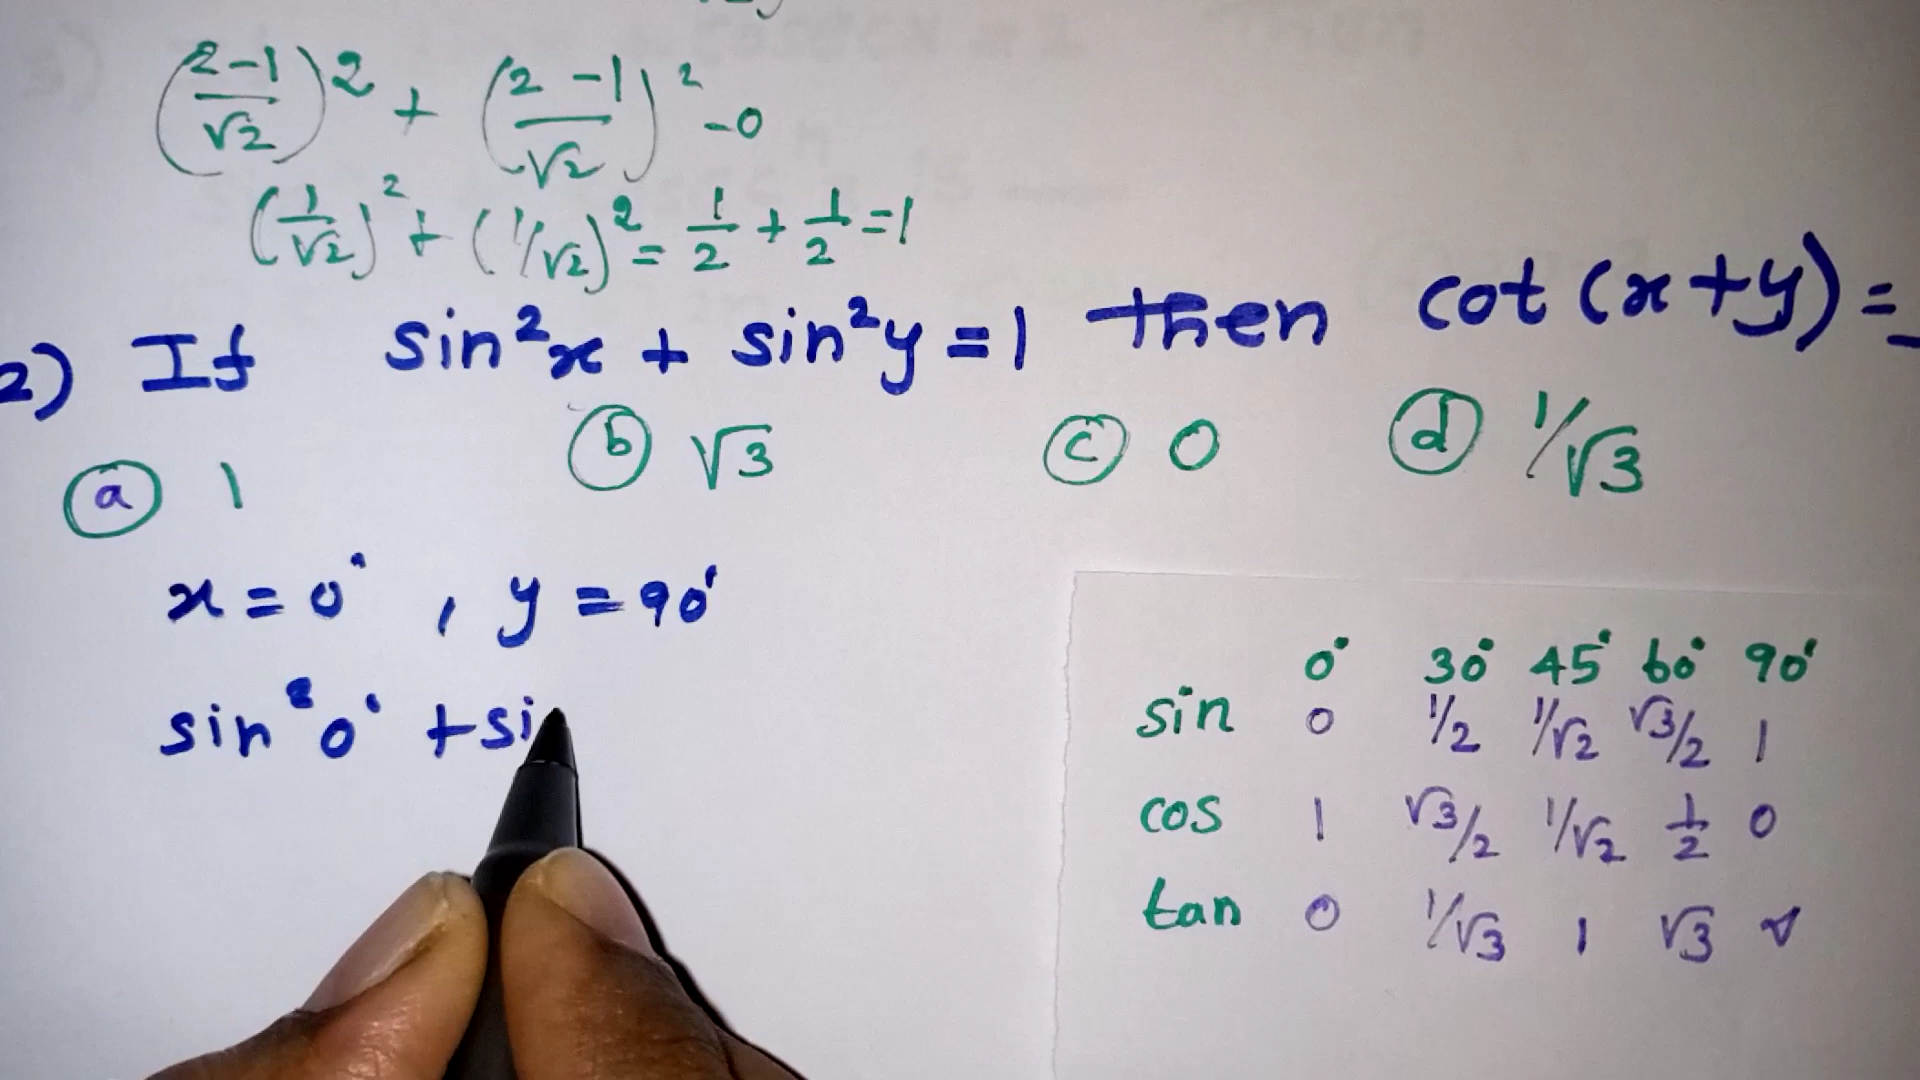 ((2-1)/√2)² + ((2-1)/√2)² -0
(1/√2)² + (1/√2)² = 1/2 + 1/2 = 1
2) If sin²x + sin²y = 1 then cot (x+y) = _
ⓐ 1 ⓑ √3 ⓒ 0 ⓓ 1/√3
x = 0° , y = 90°
sin²0° + si
0° 30° 45° 60° 90°
sin 0 1/2 1/√2 √3/2 1
cos 1 √3/2 1/√2 1/2 0
tan 0 1/√3 1 √3